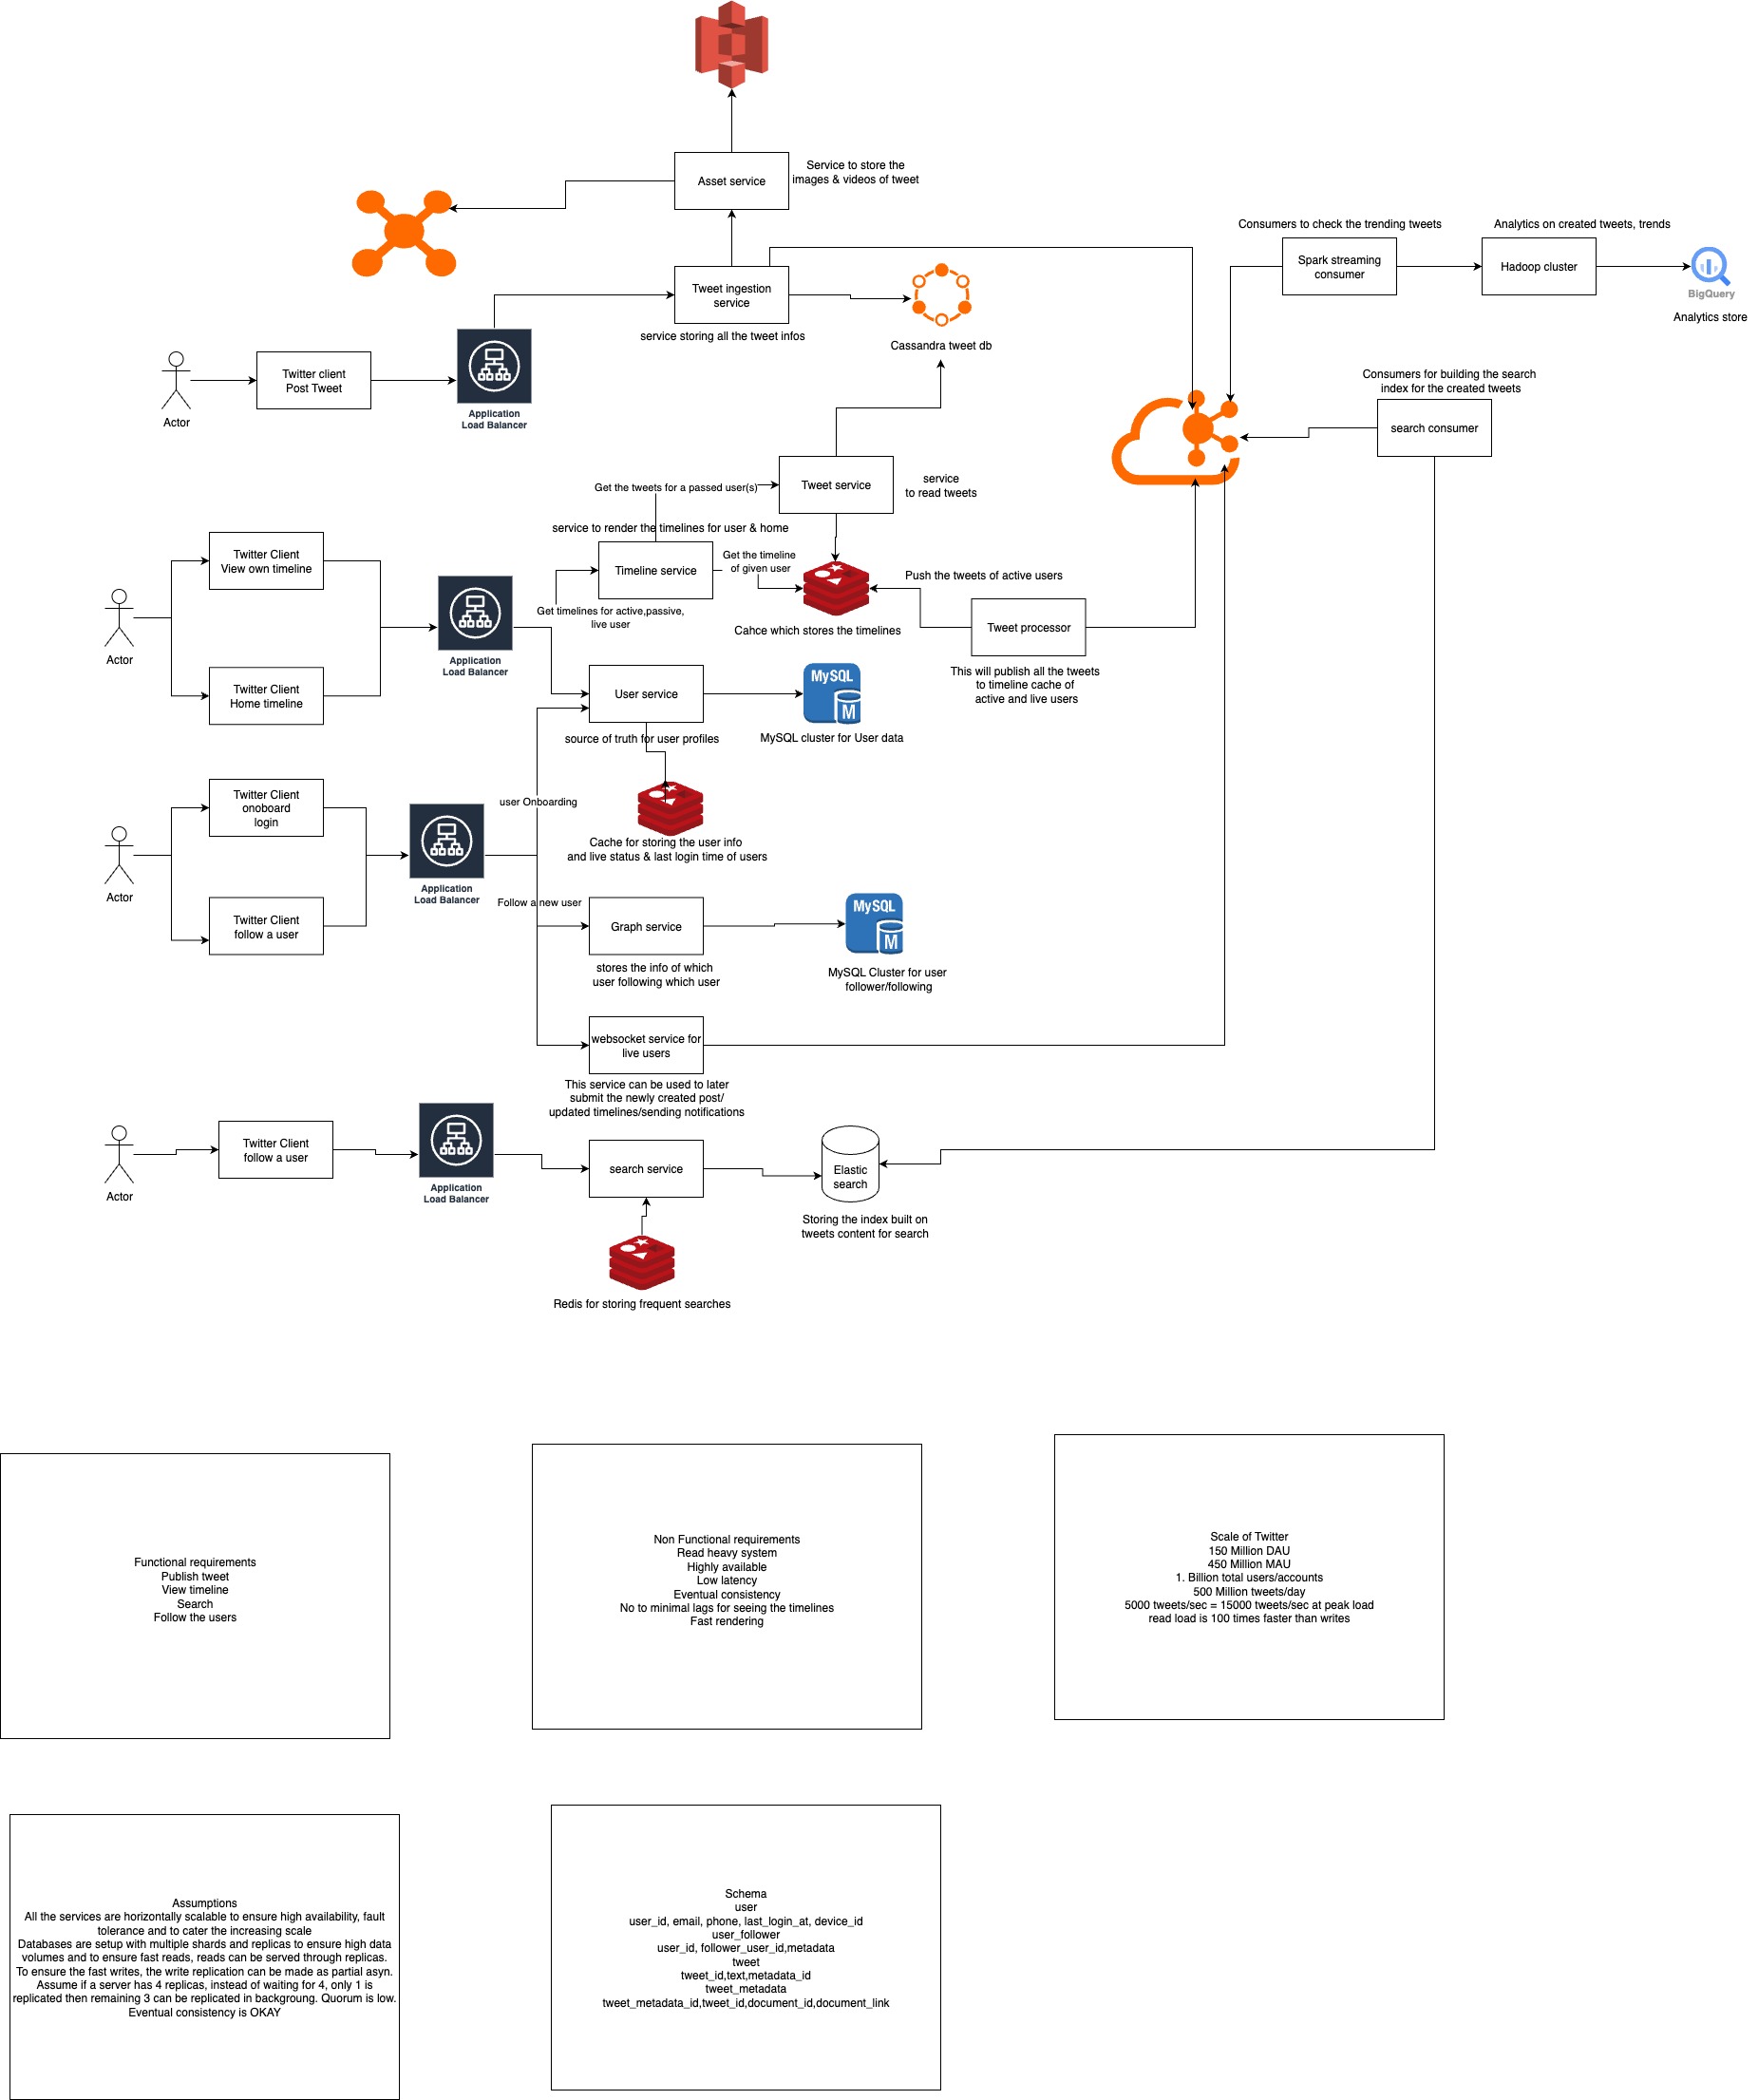 Asset service
Service to store the
images & videos of tweet
Consumers to check the trending tweets
Analytics on created tweets, trends
Spark streaming
consumer
Hadoop cluster
BigQuery
Analytics store
Tweet ingestion
service
service storing all the tweet infos
Cassandra tweet db
Actor
Twitter client
Post Tweet
Application
Load Balancer
Consumers for building the search
index for the created tweets
search consumer
Get the tweets for a passed user(s)
Tweet service
service
to read tweets
service to render the timelines for user & home
Timeline service
Get the timeline
of given user
Get timelines for active,passive,
live user
Cahce which stores the timelines
Push the tweets of active users
Tweet processor
This will publish all the tweets
to timeline cache of
active and live users
Actor
Twitter Client
View own timeline
Twitter Client
Home timeline
Application
Load Balancer
User service
source of truth for user profiles
MySQL
M
MySQL cluster for User data
user Onboarding
Cache for storing the user info
and live status & last login time of users
Actor
Twitter Client
onoboard
login
Twitter Client
follow a user
Application
Load Balancer
Follow a new user
Graph service
stores the info of which
user following which user
MySQL
M
MySQL Cluster for user
follower/following
websocket service for
live users
This service can be used to later
submit the newly created post/
updated timelines/sending notifications
Actor
Twitter Client
follow a user
Application
Load Balancer
search service
Elastic
search
Storing the index built on
tweets content for search
Redis for storing frequent searches
Functional requirements
Publish tweet
View timeline
Search
Follow the users
Non Functional requirements
Read heavy system
Highly available
Low latency
Eventual consistency
No to minimal lags for seeing the timelines
Fast rendering
Scale of Twitter
150 Million DAU
450 Million MAU
1. Billion total users/accounts
500 Million tweets/day
5000 tweets/sec = 15000 tweets/sec at peak load
read load is 100 times faster than writes
Assumptions
All the services are horizontally scalable to ensure high availability, fault
tolerance and to cater the increasing scale
Databases are setup with multiple shards and replicas to ensure high data
volumes and to ensure fast reads, reads can be served through replicas.
To ensure the fast writes, the write replication can be made as partial asyn.
Assume if a server has 4 replicas, instead of waiting for 4, only 1 is
replicated then remaining 3 can be replicated in backgroung. Quorum is low.
Eventual consistency is OKAY
Schema
user
user_id, email, phone, last_login_at, device_id
user_follower
user_id, follower_user_id,metadata
tweet
tweet_id,text,metadata_id
tweet_metadata
tweet_metadata_id,tweet_id,document_id,document_link